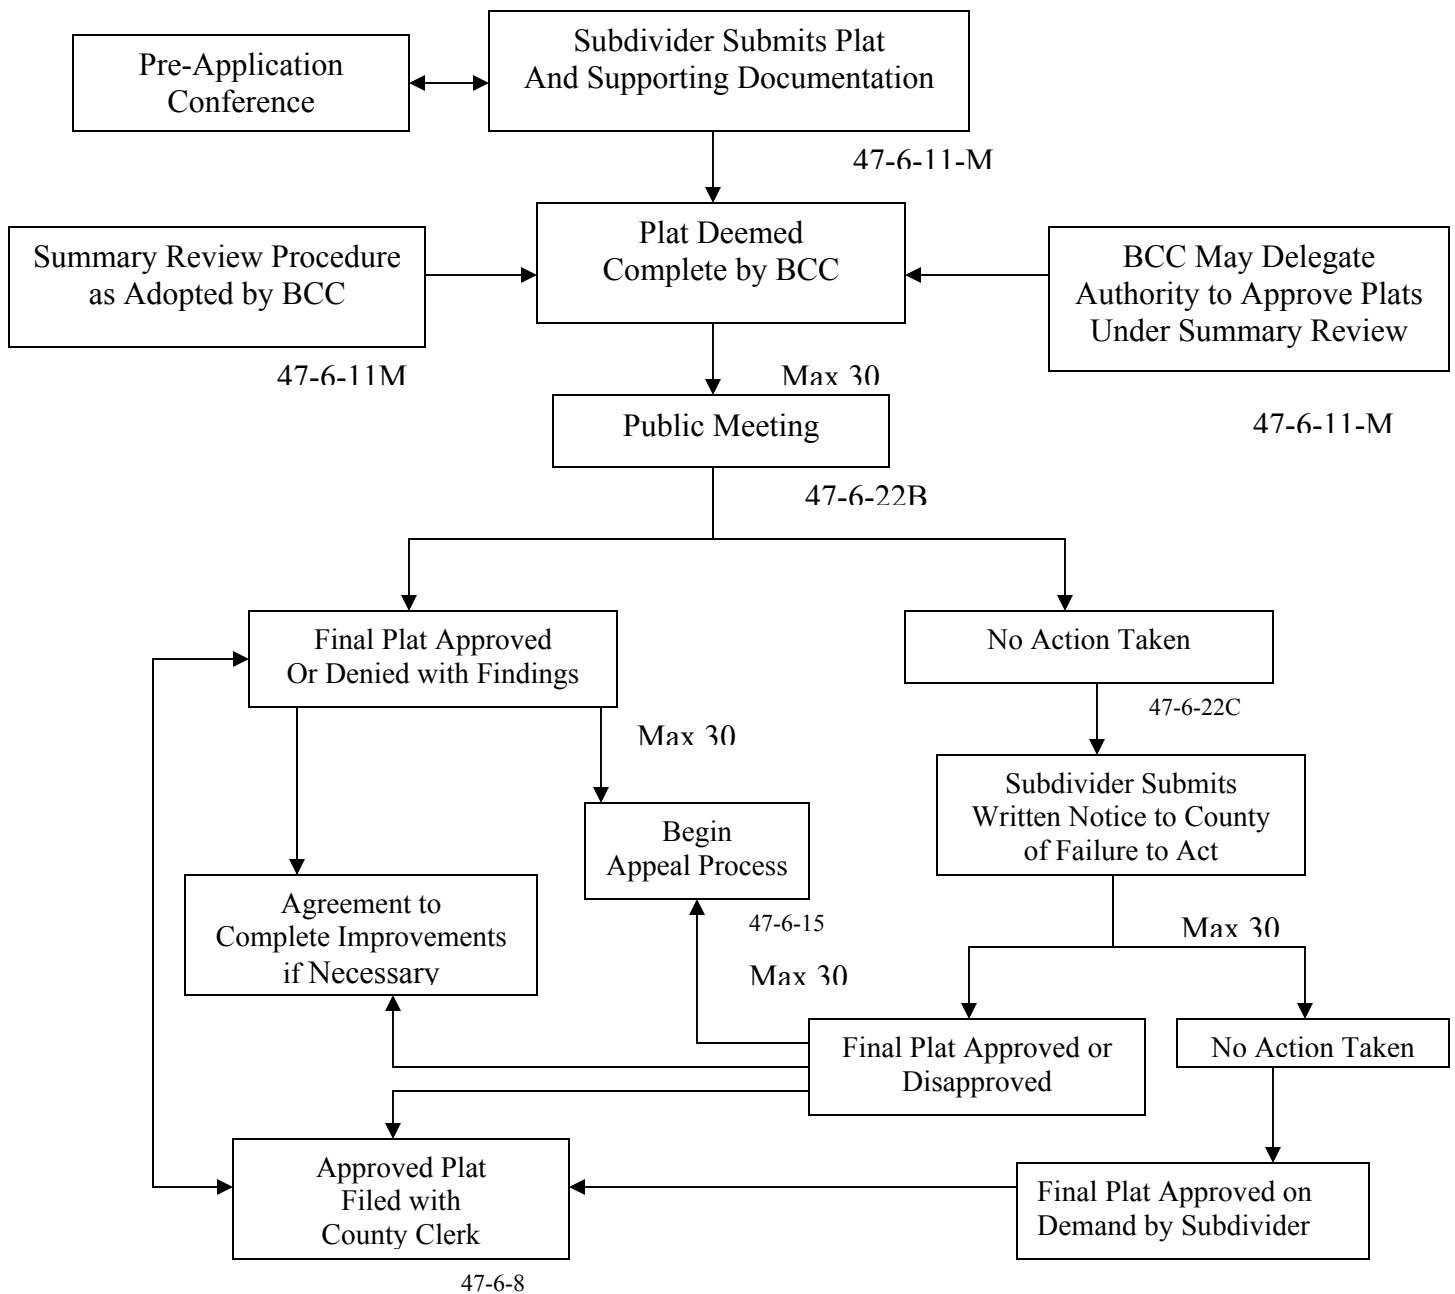 Pre-Application
Conference
Subdivider Submits Plat
And Supporting Documentation
47-6-11-M
Summary Review Procedure
as Adopted by BCC
47-6-11M
Plat Deemed
Complete by BCC
BCC May Delegate
Authority to Approve Plats
Under Summary Review
47-6-11-M
Max 30
Public Meeting
47-6-22B
Final Plat Approved
Or Denied with Findings
No Action Taken
47-6-22C
Max 30
Subdivider Submits
Written Notice to County
of Failure to Act
Begin
Appeal Process
47-6-15
Agreement to
Complete Improvements
if Necessary
Max 30
Max 30
Final Plat Approved or
Disapproved
No Action Taken
Approved Plat
Filed with
County Clerk
47-6-8
Final Plat Approved on
Demand by Subdivider